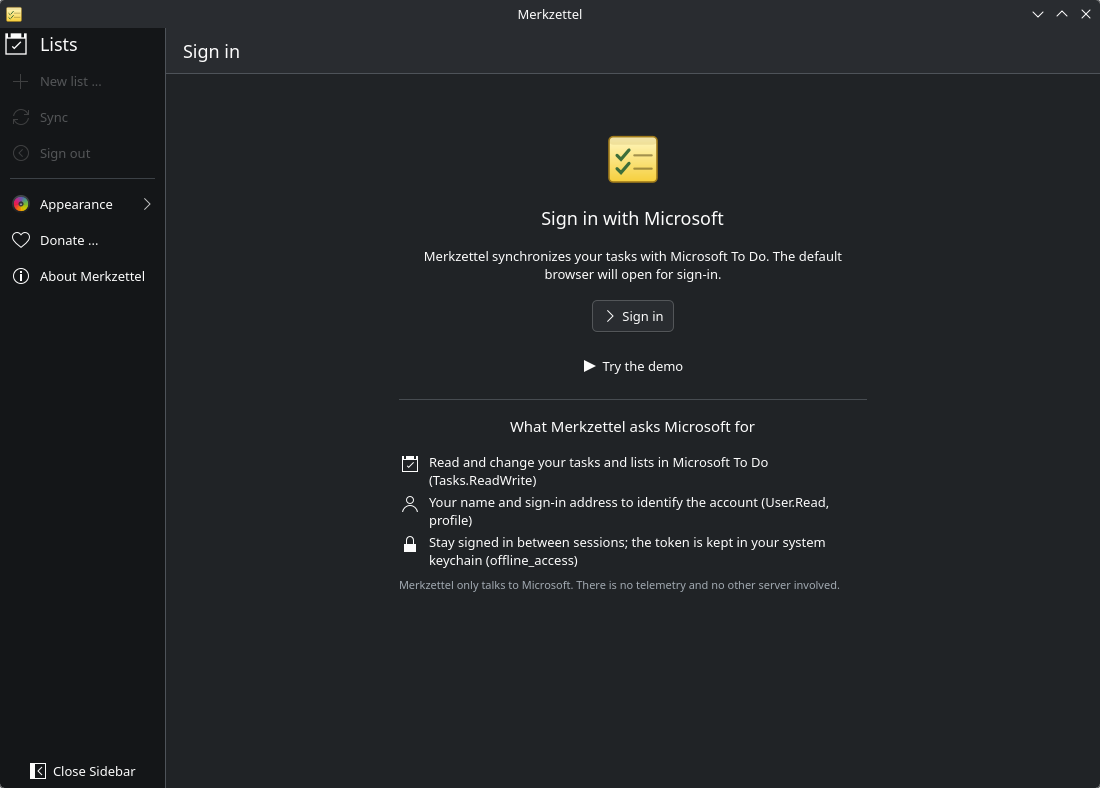 Merkzettel
Lists
New list ...
Sync
Sign out
Appearance
Donate ...
About Merkzettel
Close Sidebar
Sign in
Sign in with Microsoft
Merkzettel synchronizes your tasks with Microsoft To Do. The default
browser will open for sign-in.
Sign in
Try the demo
What Merkzettel asks Microsoft for
Read and change your tasks and lists in Microsoft To Do
(Tasks.ReadWrite)
Your name and sign-in address to identify the account (User.Read,
profile)
Stay signed in between sessions; the token is kept in your system
keychain (offline_access)
Merkzettel only talks to Microsoft. There is no telemetry and no other server involved.